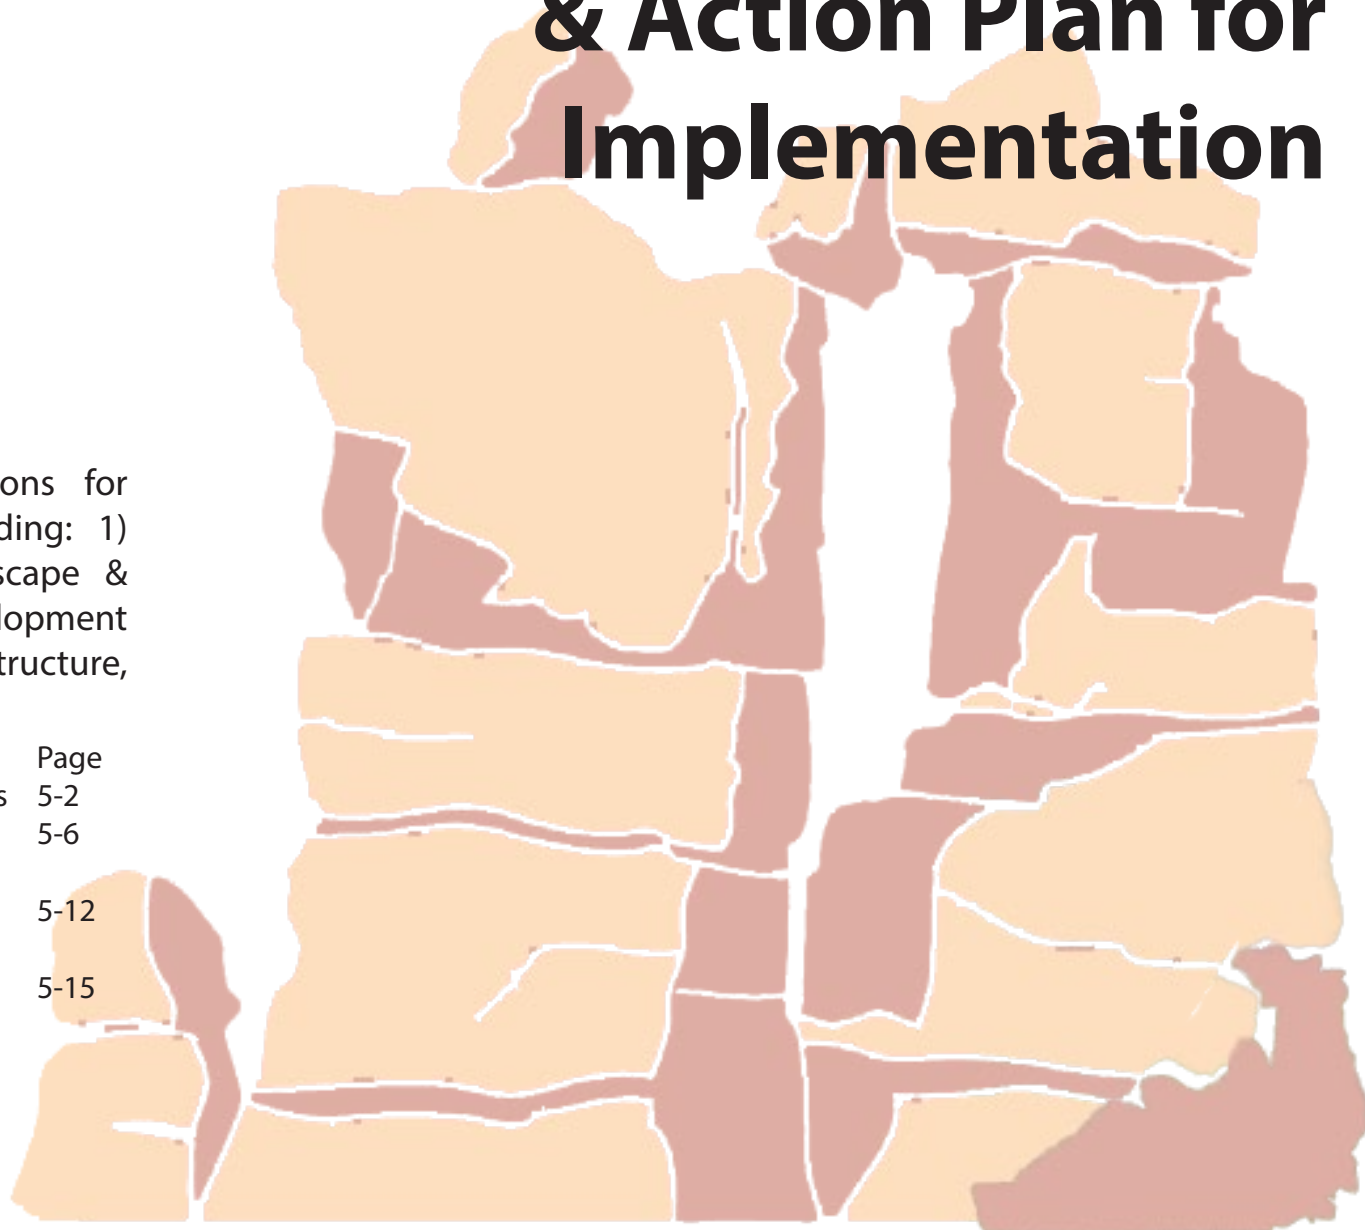 & Action Plan for
Implementation
ons for
ding: 1)
scape &
lopment
tructure,
Page
s 5-2
5-6
5-12
5-15